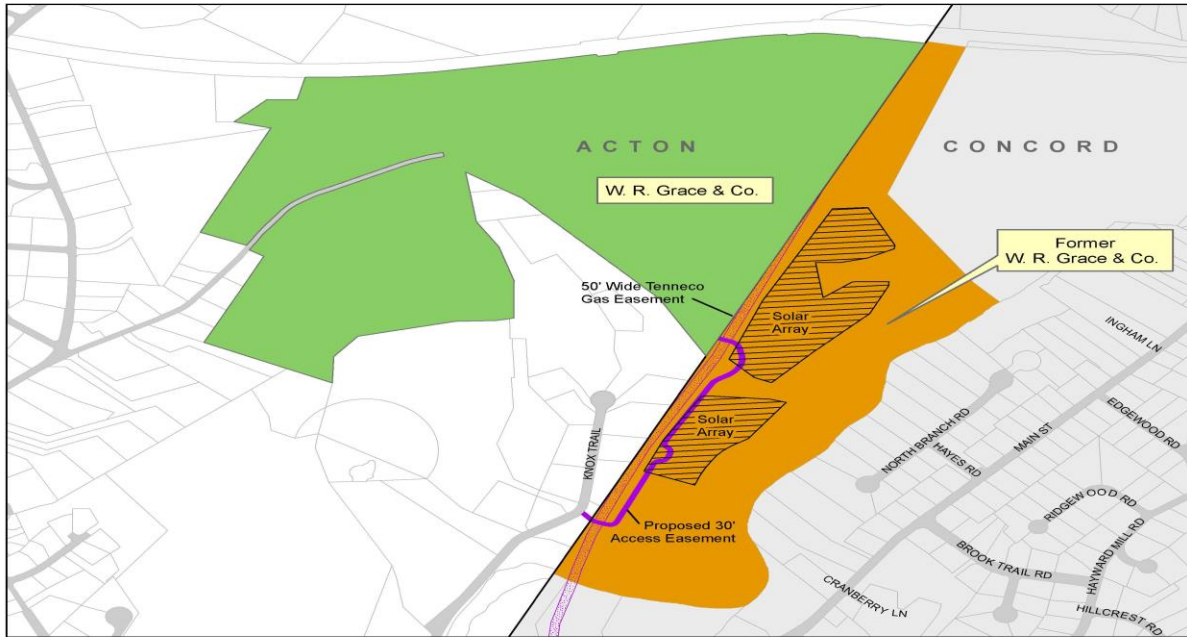 ACTON
CONCORD
W. R. Grace & Co.
Former
W. R. Grace & Co.
50' Wide Tenneco
Gas Easement
Solar
Array
INGHAM LN
Solar
Array
EDGEWOOD RD
MAIN ST
NORTH BRANCH RD
HAYES RD
KNOX TRAIL
RIDGEWOOD RD
Proposed 30'
Access Easement
HAYWARD MILL RD
BROOK TRAIL RD
CRANBERRY LN
HILLCREST RD